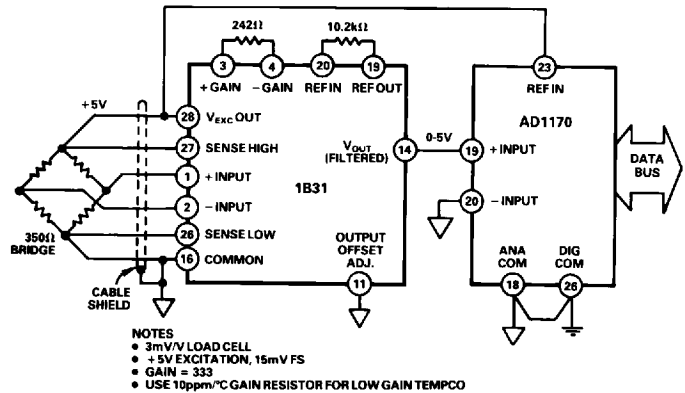 242Ω
10.2kΩ
3
4
20
19
23
+ GAIN
− GAIN
REF IN
REF OUT
REF IN
+5V
28
VEXC OUT
AD1170
27
SENSE HIGH
VOUT
(FILTERED)
14
0-5V
19
+ INPUT
DATA
BUS
1
+ INPUT
1B31
2
− INPUT
20
− INPUT
26
SENSE LOW
350Ω
BRIDGE
16
COMMON
OUTPUT
OFFSET
ADJ.
ANA
COM
DIG
COM
CABLE
SHIELD
11
18
26
NOTES
• 3mV/V LOAD CELL
• +5V EXCITATION, 15mV FS
• GAIN = 333
• USE 10ppm/°C GAIN RESISTOR FOR LOW GAIN TEMPCO